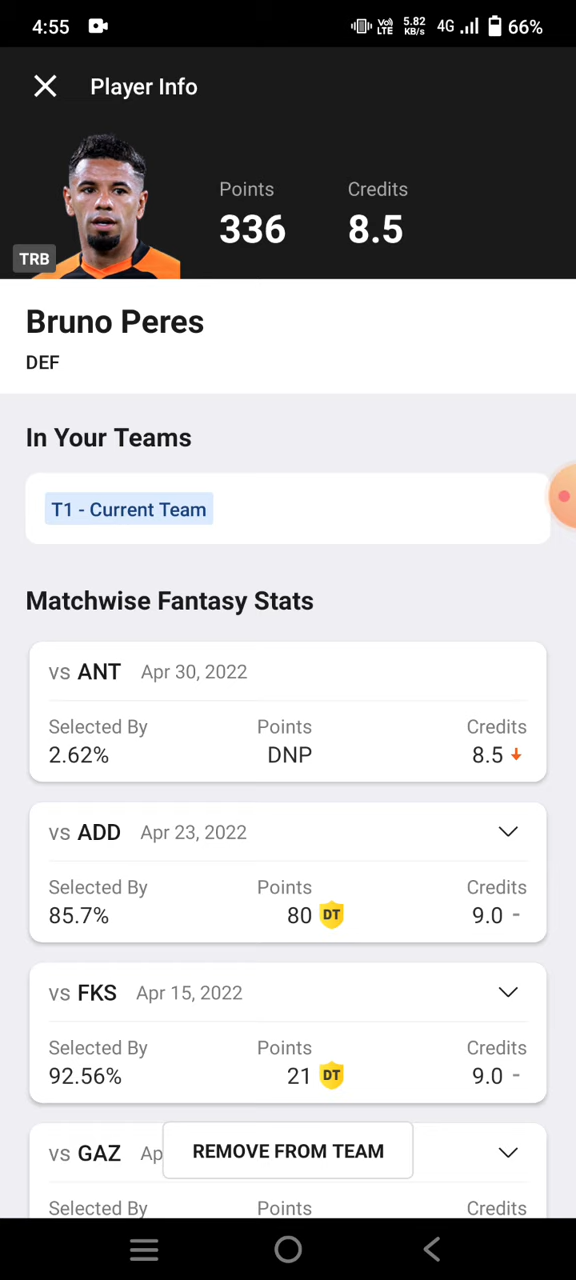 4:55 Vo) LTE 5.82 KB/s 4G 66%
Player Info
Points Credits
336 8.5
TRB
Bruno Peres
DEF
In Your Teams
T1 - Current Team
Matchwise Fantasy Stats
vs ANT Apr 30, 2022
Selected By Points Credits
2.62% DNP 8.5
vs ADD Apr 23, 2022
Selected By Points Credits
85.7% 80 DT 9.0 -
vs FKS Apr 15, 2022
Selected By Points Credits
92.56% 21 DT 9.0 -
vs GAZ Ap
REMOVE FROM TEAM
Selected By Points Credits